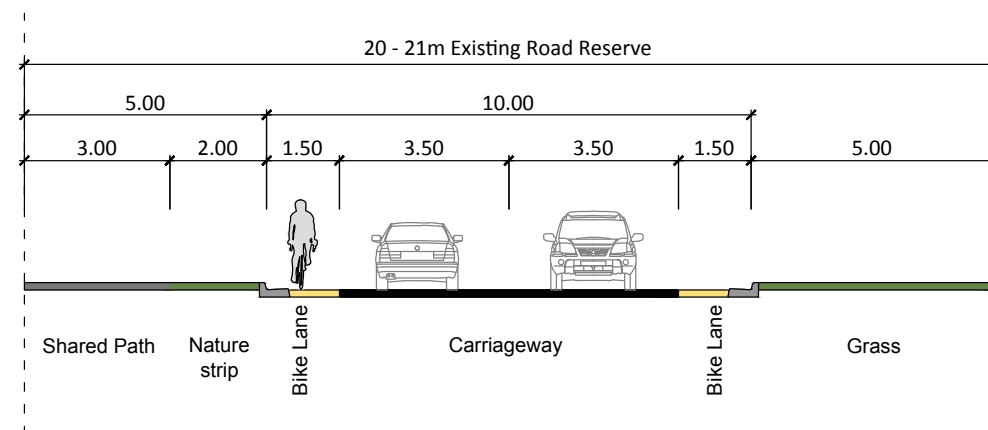 20 - 21m Existing Road Reserve
5.00 10.00
3.00 2.00 1.50 3.50 3.50 1.50 5.00
Shared Path
Nature
strip
Bike Lane
Carriageway
Bike Lane
Grass